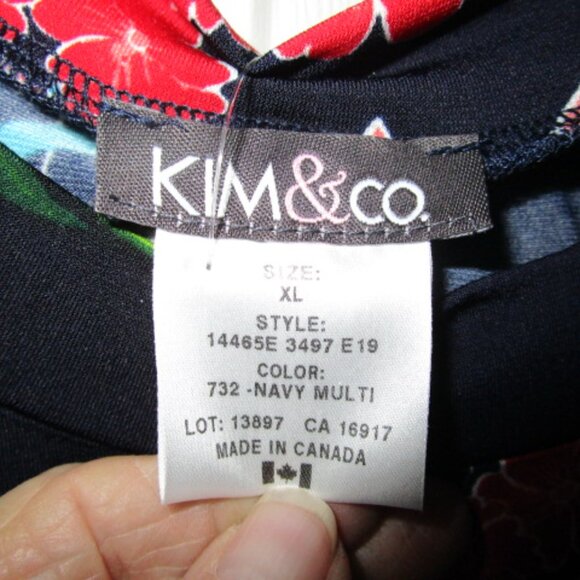 KIM&CO.
SIZE:
XL
STYLE:
14465E 3497 E19
COLOR:
732 -NAVY MULTI
LOT: 13897 CA 16917
MADE IN CANADA